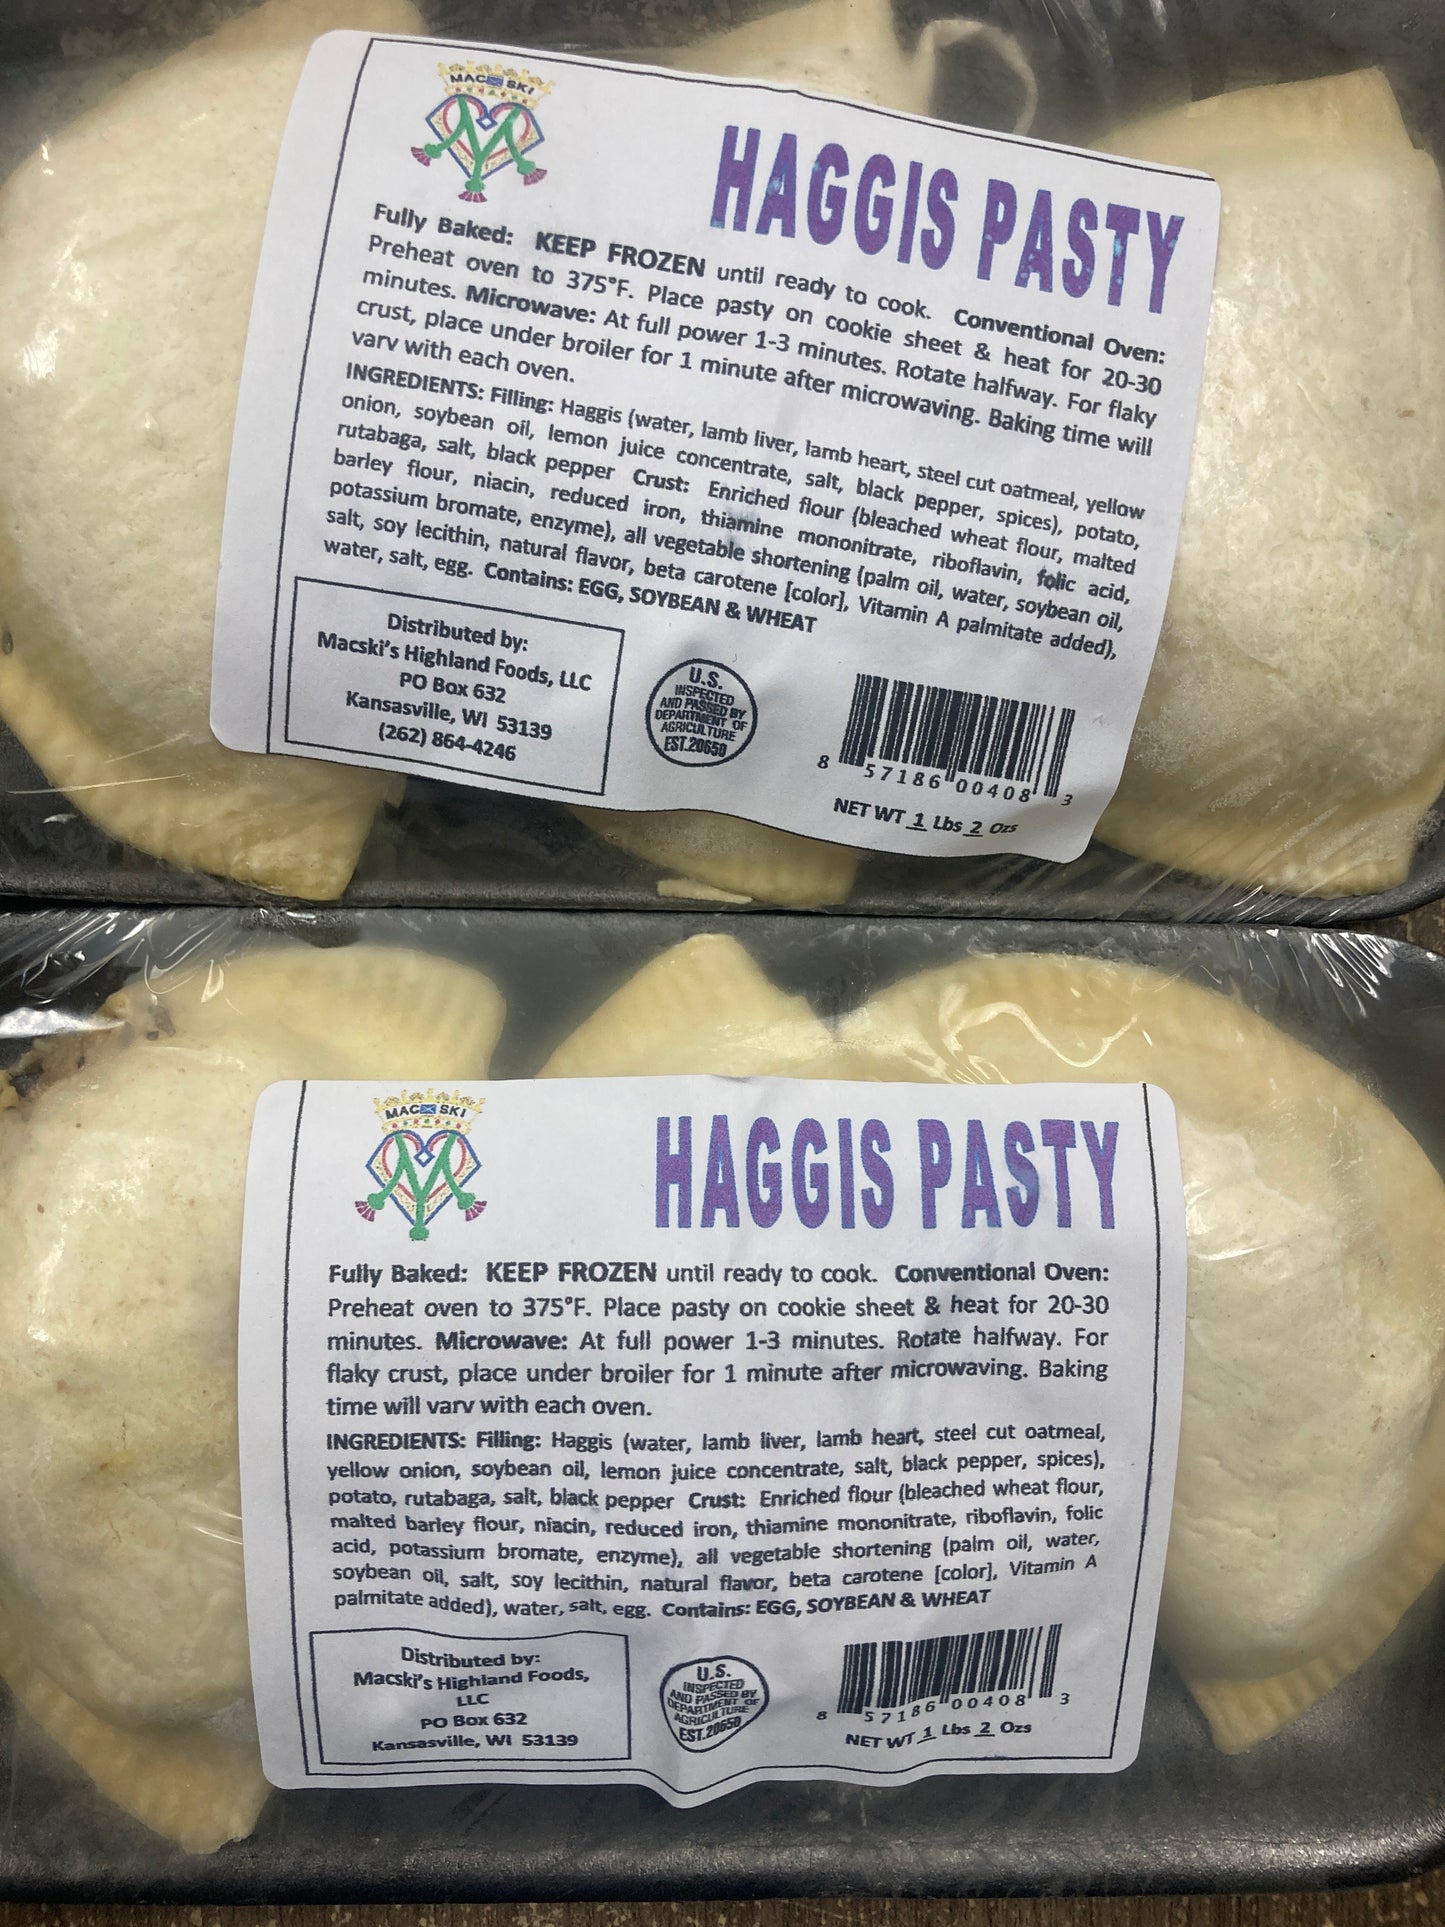 MAC SKI
HAGGIS PASTY
Fully Baked: KEEP FROZEN until ready to cook. Conventional Oven:
Preheat oven to 375°F. Place pasty on cookie sheet & heat for 20-30
minutes. Microwave: At full power 1-3 minutes. Rotate halfway. For flaky
crust, place under broiler for 1 minute after microwaving. Baking time will
varv with each oven.
INGREDIENTS: Filling: Haggis (water, lamb liver, lamb heart, steel cut oatmeal, yellow
onion, soybean oil, lemon juice concentrate, salt, black pepper, spices), potato,
rutabaga, salt, black pepper Crust: Enriched flour (bleached wheat flour, malted
barley flour, niacin, reduced iron, thiamine mononitrate, riboflavin, folic acid,
potassium bromate, enzyme), all vegetable shortening (palm oil, water, soybean oil,
salt, soy lecithin, natural flavor, beta carotene [color], Vitamin A palmitate added),
water, salt, egg. Contains: EGG, SOYBEAN & WHEAT
Distributed by:
Macski's Highland Foods, LLC
PO Box 632
Kansasville, WI 53139
(262) 864-4246
U.S.
INSPECTED
AND PASSED BY
DEPARTMENT OF
AGRICULTURE
EST.20650
8 57186 00408 3
NET WT 1 Lbs 2 Ozs
MAC SKI
HAGGIS PASTY
Fully Baked: KEEP FROZEN until ready to cook. Conventional Oven:
Preheat oven to 375°F. Place pasty on cookie sheet & heat for 20-30
minutes. Microwave: At full power 1-3 minutes. Rotate halfway. For
flaky crust, place under broiler for 1 minute after microwaving. Baking
time will varv with each oven.
INGREDIENTS: Filling: Haggis (water, lamb liver, lamb heart, steel cut oatmeal,
yellow onion, soybean oil, lemon juice concentrate, salt, black pepper, spices),
potato, rutabaga, salt, black pepper Crust: Enriched flour (bleached wheat flour,
malted barley flour, niacin, reduced iron, thiamine mononitrate, riboflavin, folic
acid, potassium bromate, enzyme), all vegetable shortening (palm oil, water,
soybean oil, salt, soy lecithin, natural flavor, beta carotene [color], Vitamin A
palmitate added), water, salt, egg. Contains: EGG, SOYBEAN & WHEAT
Distributed by:
Macski's Highland Foods,
LLC
PO Box 632
Kansasville, WI 53139
U.S.
INSPECTED
AND PASSED BY
DEPARTMENT OF
AGRICULTURE
EST.20650
8 57186 00408 3
NET WT 1 Lbs 2 Ozs